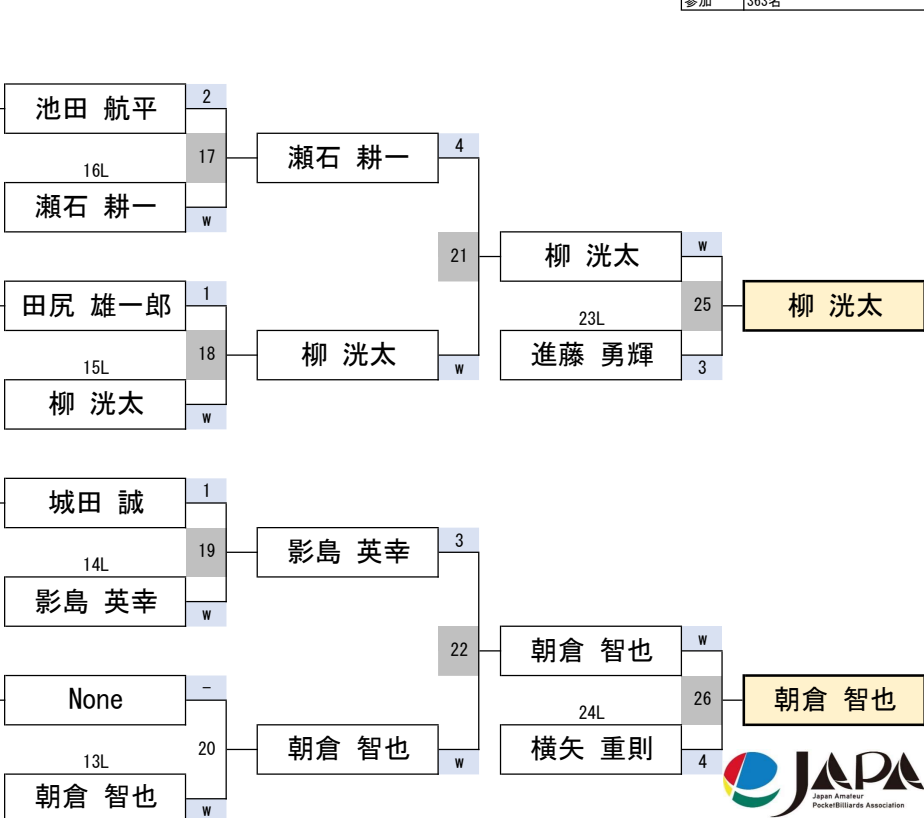 参加 363名
池田 航平 2
17
16L
瀬石 耕一 w
瀬石 耕一 4
田尻 雄一郎 1
18
15L
柳 洸太 w
柳 洸太 w
21
柳 洸太 w
25
23L
進藤 勇輝 3
柳 洸太
城田 誠 1
19
14L
影島 英幸 w
影島 英幸 3
None -
20
13L
朝倉 智也 w
朝倉 智也 w
22
朝倉 智也 w
26
24L
横矢 重則 4
朝倉 智也
JAPA
Japan Amateur
PocketBilliards Association